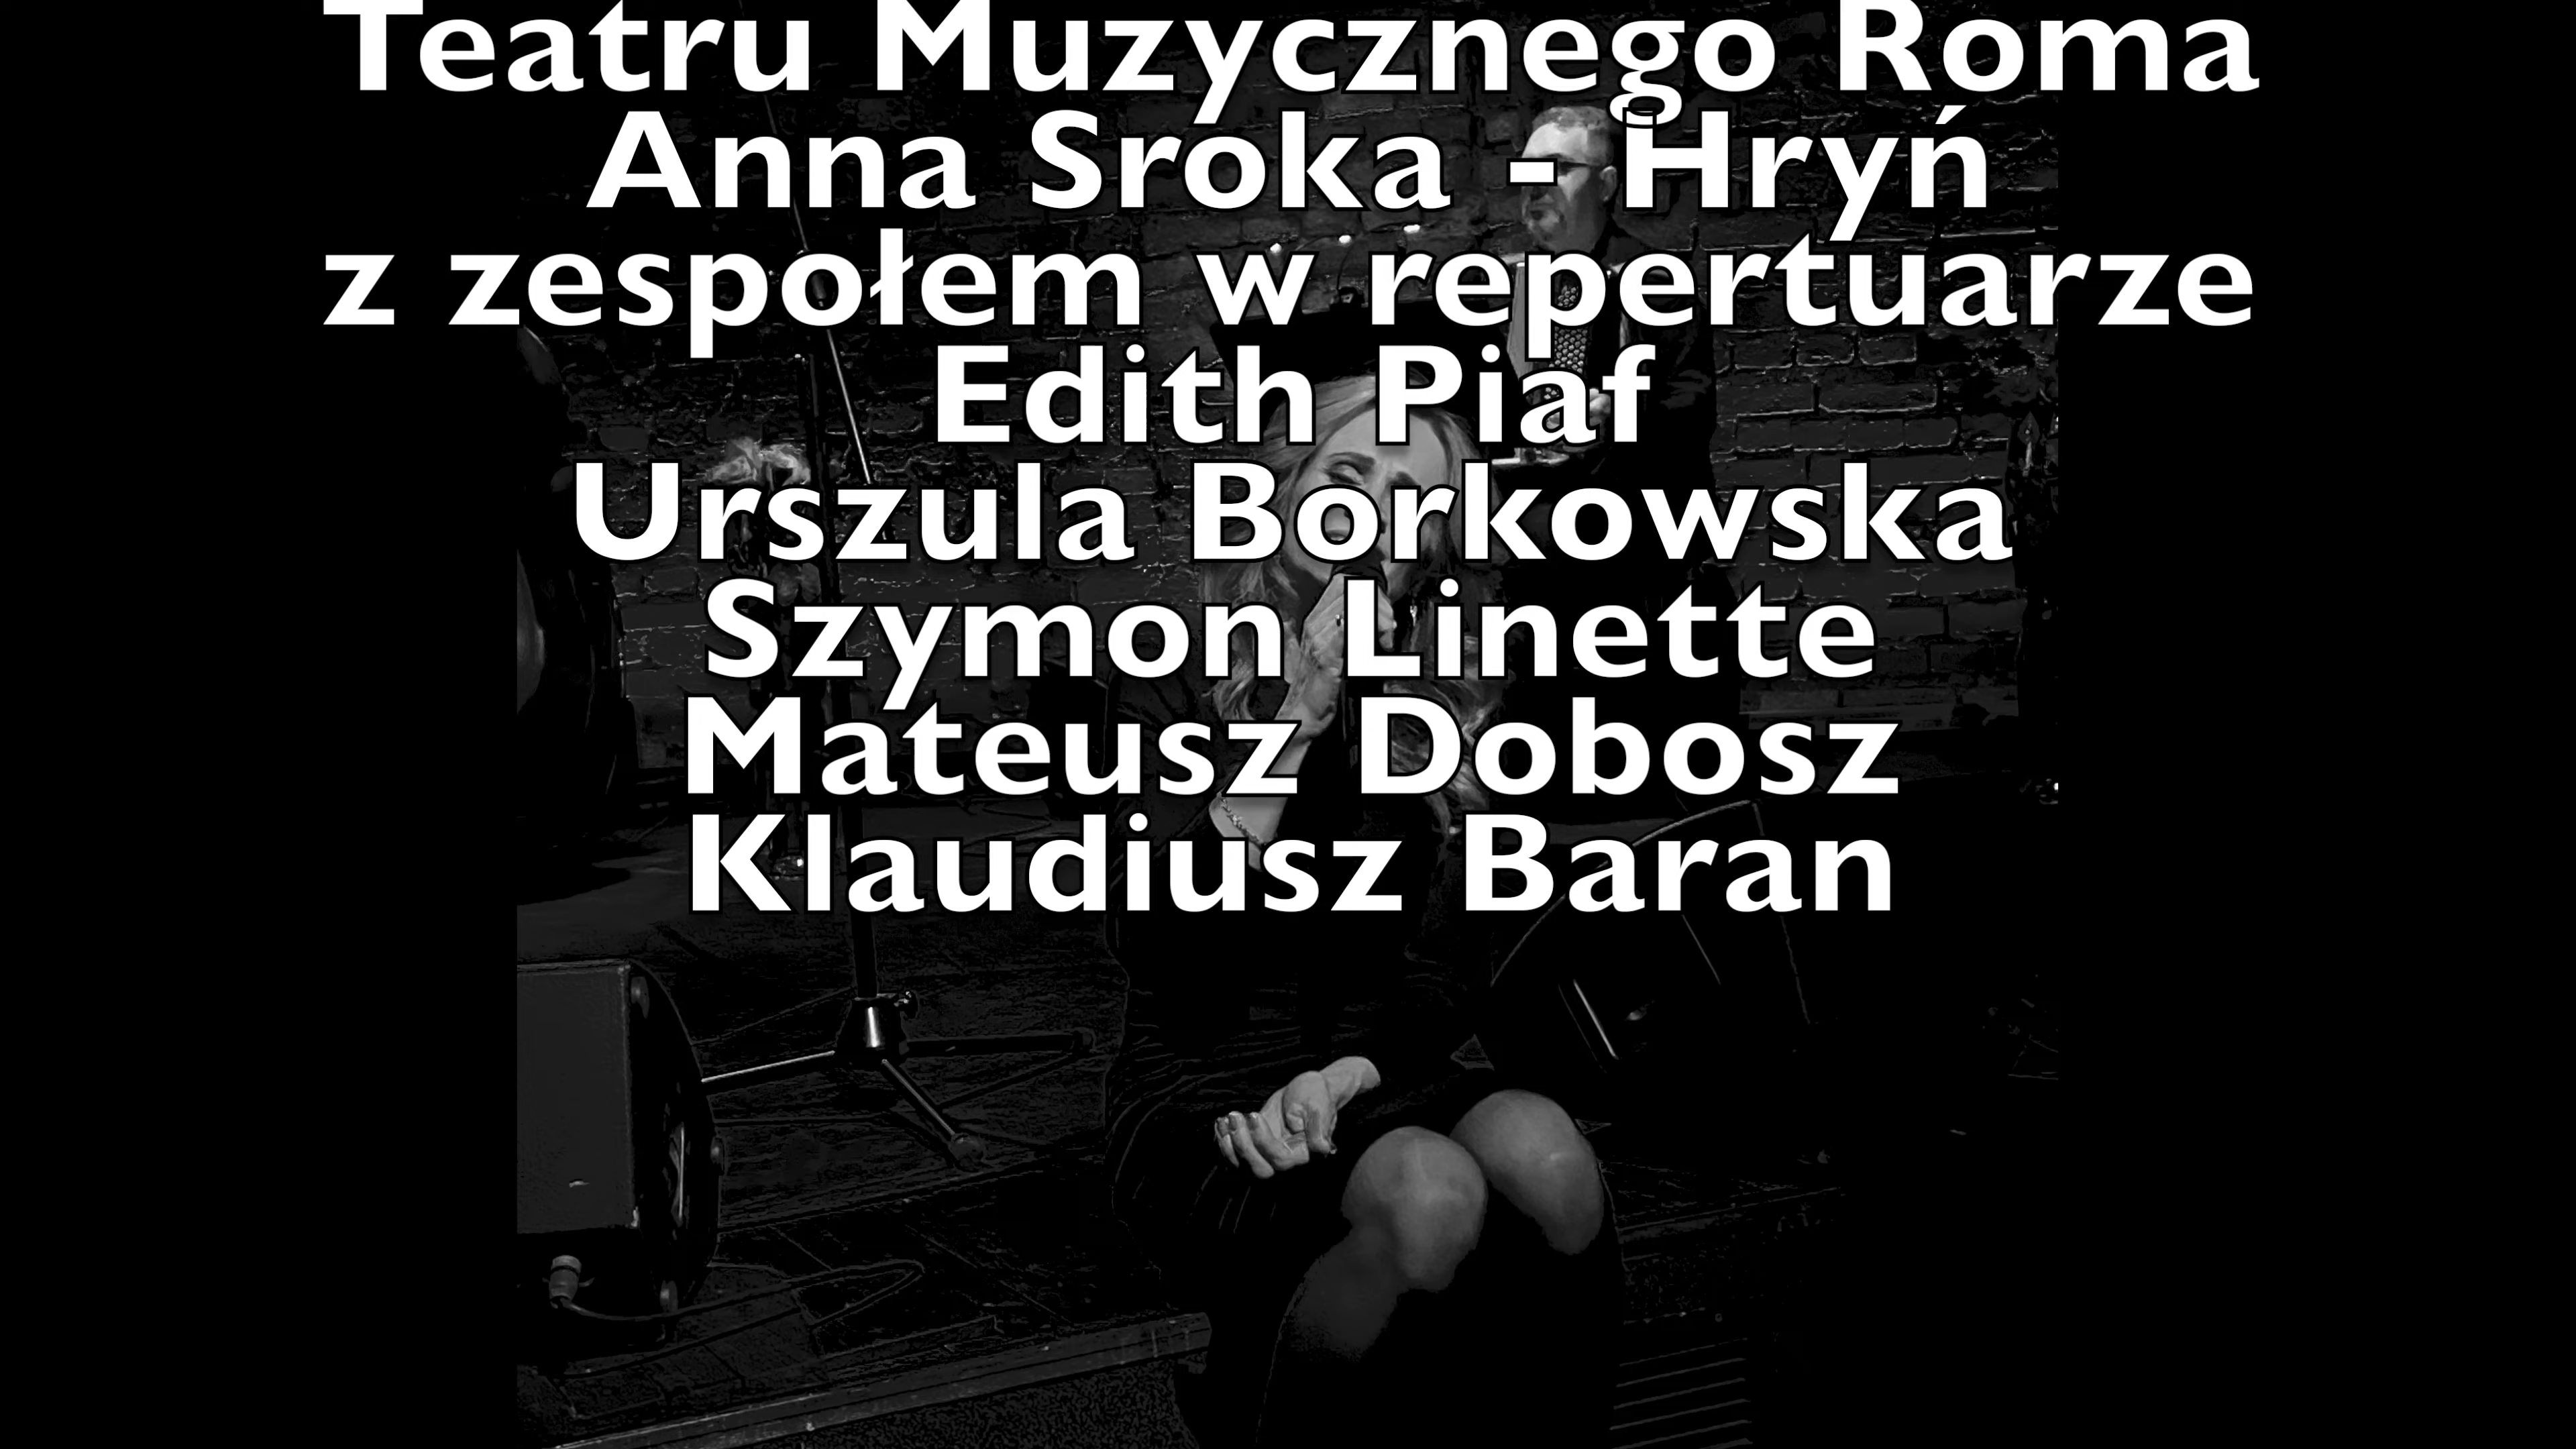 Teatru Muzycznego Roma
Anna Sroka - Hryń
z zespołem w repertuarze
Edith Piaf
Urszula Borkowska
Szymon Linette
Mateusz Dobosz
Klaudiusz Baran